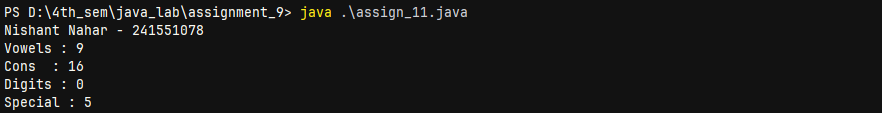 PS D:\4th_sem\java_lab\assignment_9> java .\assign_11.java
Nishant Nahar - 241551078
Vowels : 9
Cons  : 16
Digits : 0
Special : 5